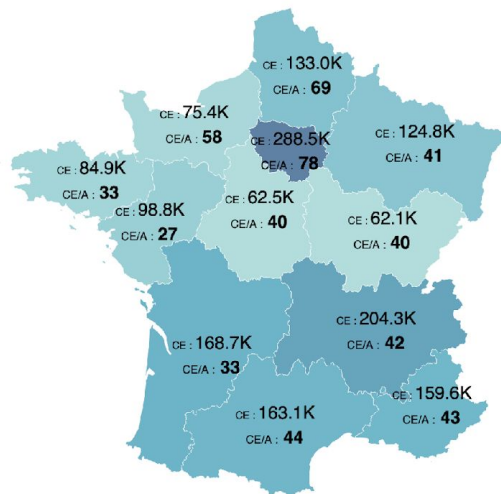 CE : 133.0K
CE/A : 69
CE : 75.4K
CE/A : 58
CE : 288.5K
CE/A : 78
CE : 124.8K
CE/A : 41
CE : 84.9K
CE/A : 33
CE : 98.8K
CE/A : 27
CE : 62.5K
CE/A : 40
CE : 62.1K
CE/A : 40
CE : 204.3K
CE/A : 42
CE : 168.7K
CE/A : 33
CE : 159.6K
CE/A : 43
CE : 163.1K
CE/A : 44